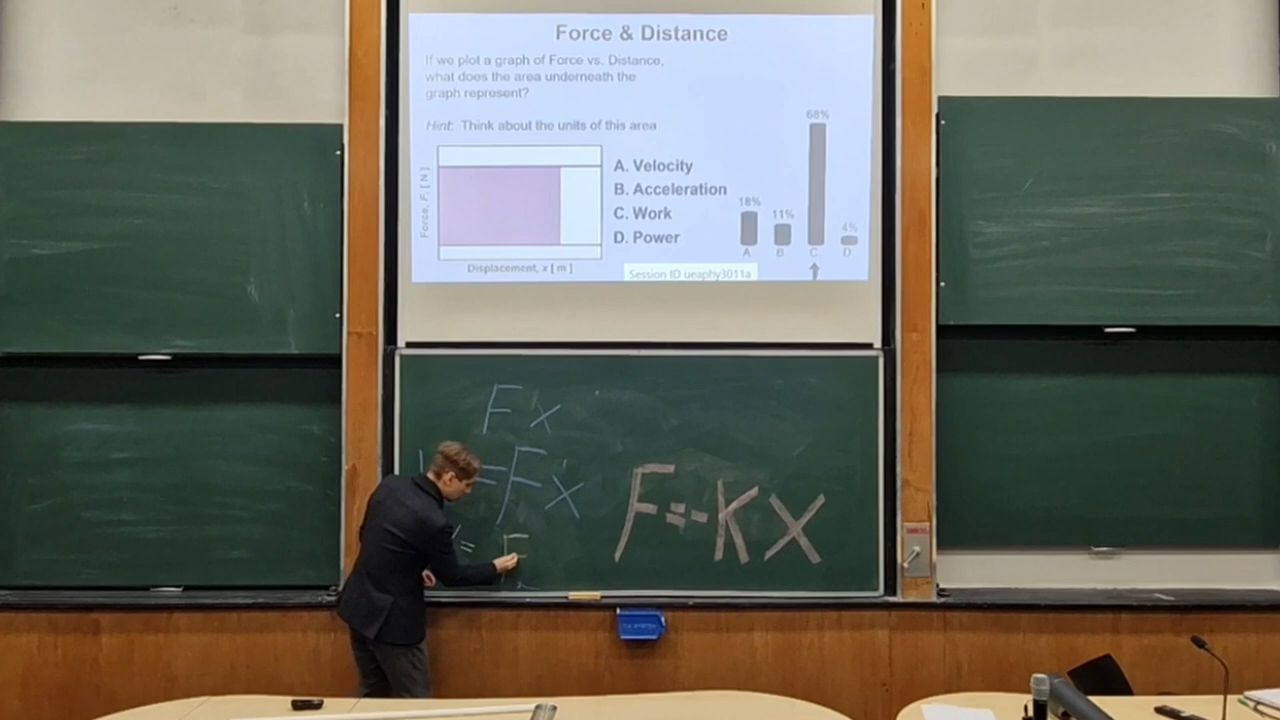 Force & Distance
If we plot a graph of Force vs. Distance,
what does the area underneath the
graph represent?
Hint: Think about the units of this area
Force, F, [ N ]
Displacement, x [ m ]
A. Velocity
B. Acceleration
C. Work
D. Power
18%
11%
68%
4%
A B C D
Session ID ueaphy3011a
F x
= F x
= F
F = - K x